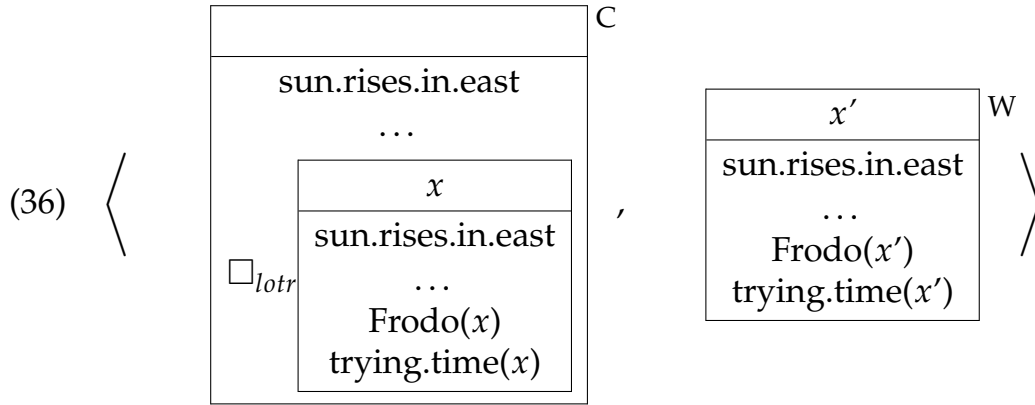 C
sun.rises.in.east
x' W
...
x
sun.rises.in.east
(36) ⟨ sun.rises.in.east , ... ⟩
□lotr ... Frodo(x')
Frodo(x) trying.time(x')
trying.time(x)